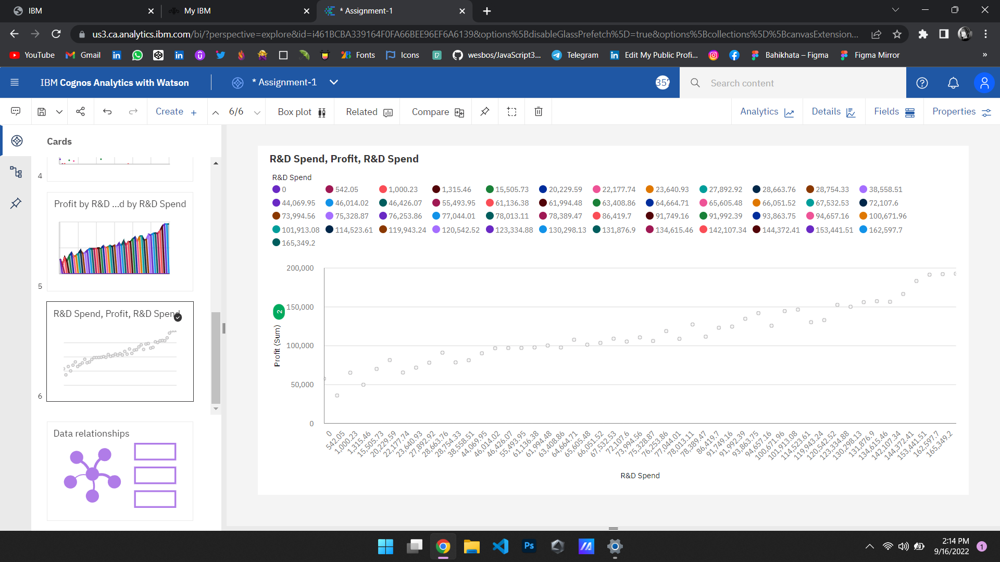 IBM
My IBM
* Assignment-1
us3.ca.analytics.ibm.com/bi/?perspective=explore&id=i461BCBA339164F0FA66BEE96EF6A6139&options%5BdisableGlassPrefetch%5D=true&options%5Bcollections%5D%5BcanvasExtension...
YouTube Gmail Fonts Icons wesbos/JavaScript3... Telegram Edit My Public Profi... Bahikhata – Figma Figma Mirror »
IBM Cognos Analytics with Watson
* Assignment-1
Search content
Create + 6/6 Box plot Related Compare Analytics Details Fields Properties
Cards
4
Profit by R&D ...d by R&D Spend
5
R&D Spend, Profit, R&D Spend
6
Data relationships
R&D Spend, Profit, R&D Spend
R&D Spend
0 542.05 1,000.23 1,315.46 15,505.73 20,229.59 22,177.74 23,640.93 27,892.92 28,663.76 28,754.33 38,558.51
44,069.95 46,014.02 46,426.07 55,493.95 61,136.38 61,994.48 63,408.86 64,664.71 65,605.48 66,051.52 67,532.53 72,107.6
73,994.56 75,328.87 76,253.86 77,044.01 78,013.11 78,389.47 86,419.7 91,749.16 91,992.39 93,863.75 94,657.16 100,671.96
101,913.08 114,523.61 119,943.24 120,542.52 123,334.88 130,298.13 131,876.9 134,615.46 142,107.34 144,372.41 153,441.51 162,597.7
165,349.2
200,000
150,000
100,000
50,000
0
Profit (Sum)
2
0 542.05 1,000.23 1,315.46 15,505.73 20,229.59 22,177.74 23,640.93 27,892.92 28,663.76 28,754.33 38,558.51 44,069.95 46,014.02 46,426.07 55,493.95 61,136.38 61,994.48 63,408.86 64,664.71 65,605.48 66,051.52 67,532.53 72,107.6 73,994.56 75,328.87 76,253.86 77,044.01 78,013.11 78,389.47 86,419.7 91,749.16 91,992.39 93,863.75 94,657.16 100,671.96 101,913.08 114,523.61 119,943.24 120,542.52 123,334.88 130,298.13 131,876.9 134,615.46 142,107.34 144,372.41 153,441.51 162,597.7 165,349.2
R&D Spend
Ps
2:14 PM
9/16/2022
1